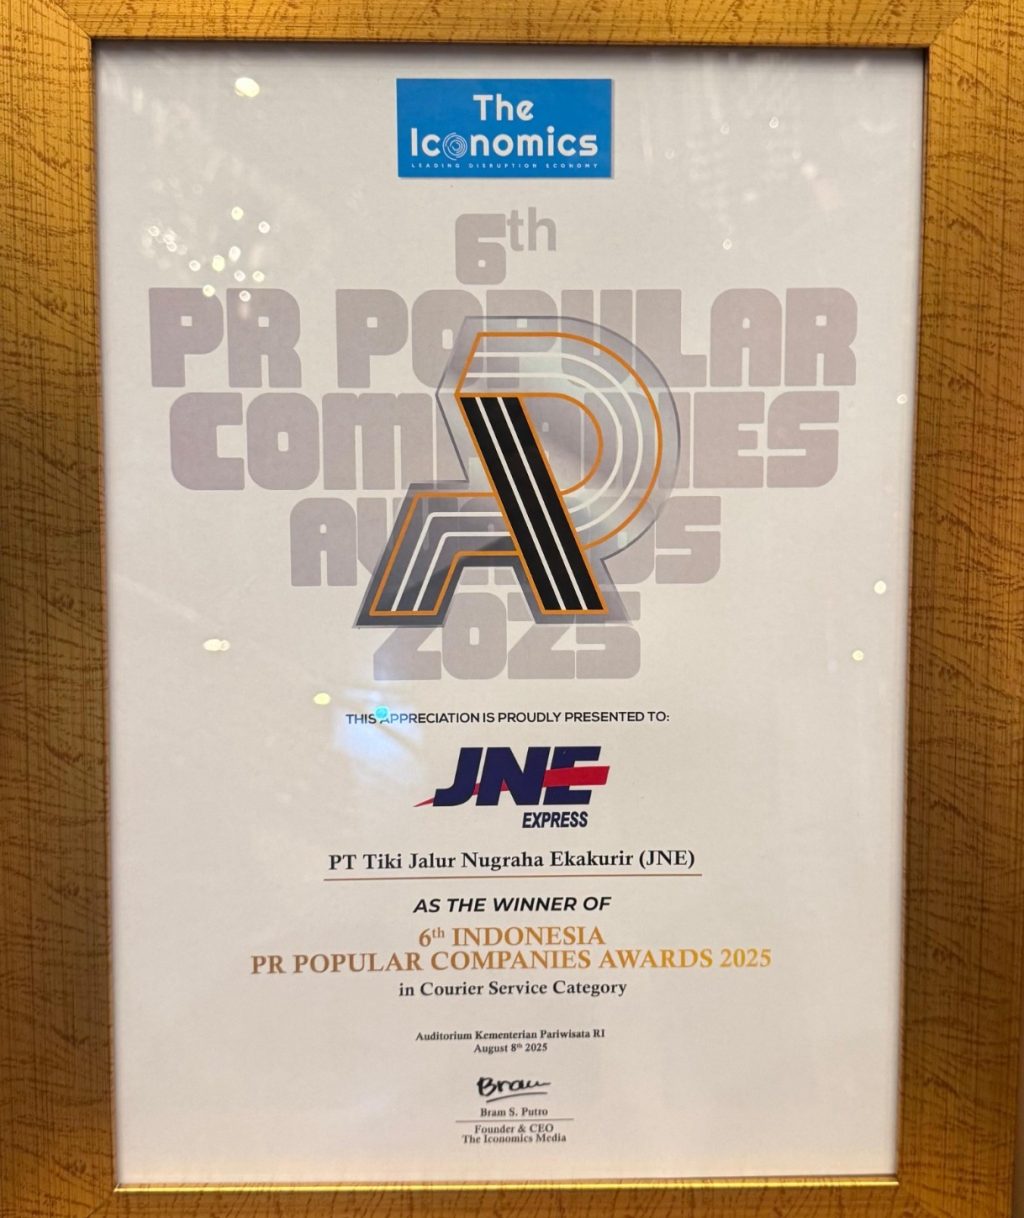 The
Iconomics
LEADING DISRUPTION ECONOMY
6th
PR POPULAR
COMPANIES
AWARDS
2025
THIS APPRECIATION IS PROUDLY PRESENTED TO:
JNE
EXPRESS
PT Tiki Jalur Nugraha Ekakurir (JNE)
AS THE WINNER OF
6th INDONESIA
PR POPULAR COMPANIES AWARDS 2025
in Courier Service Category
Auditorium Kementerian Pariwisata RI
August 8th 2025
Bram
Bram S. Putro
Founder & CEO
The Iconomics Media